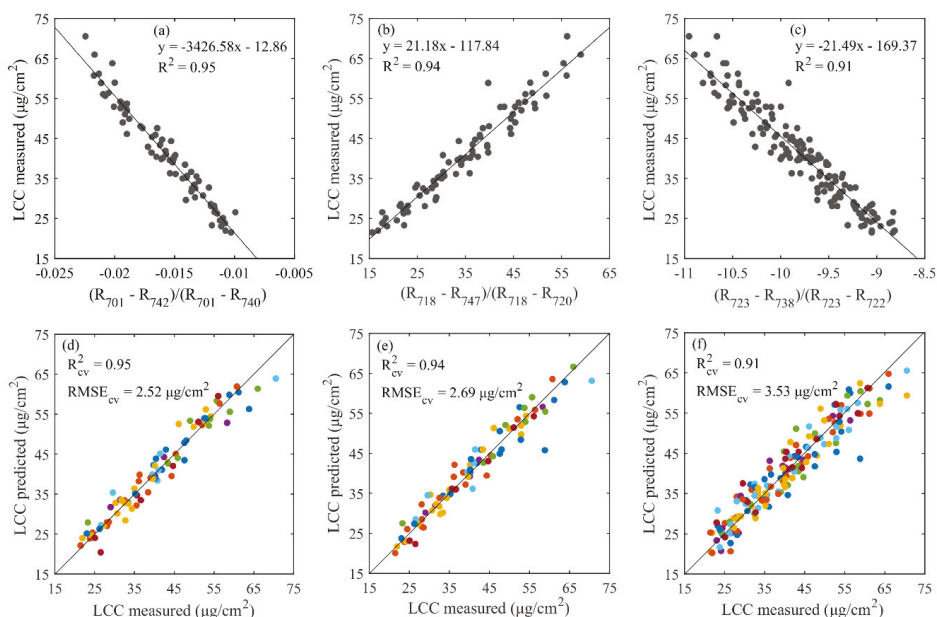 (a)
y = -3426.58x - 12.86
R² = 0.95
75
65
55
45
35
25
15
LCC measured (μg/cm²)
-0.025 -0.02 -0.015 -0.01 -0.005
(R₇₀₁ - R₇₄₂)/(R₇₀₁ - R₇₄₀)
(b)
y = 21.18x - 117.84
R² = 0.94
75
65
55
45
35
25
15
LCC measured (μg/cm²)
15 25 35 45 55 65
(R₇₁₈ - R₇₄₇)/(R₇₁₈ - R₇₂₀)
(c)
y = -21.49x - 169.37
R² = 0.91
75
65
55
45
35
25
15
LCC measured (μg/cm²)
-11 -10.5 -10 -9.5 -9 -8.5
(R₇₂₃ - R₇₃₈)/(R₇₂₃ - R₇₂₂)
(d)
R²cv = 0.95
RMSEcv = 2.52 μg/cm²
75
65
55
45
35
25
15
LCC predicted (μg/cm²)
15 25 35 45 55 65 75
LCC measured (μg/cm²)
(e)
R²cv = 0.94
RMSEcv = 2.69 μg/cm²
75
65
55
45
35
25
15
LCC predicted (μg/cm²)
15 25 35 45 55 65 75
LCC measured (μg/cm²)
(f)
R²cv = 0.91
RMSEcv = 3.53 μg/cm²
75
65
55
45
35
25
15
LCC predicted (μg/cm²)
15 25 35 45 55 65 75
LCC measured (μg/cm²)